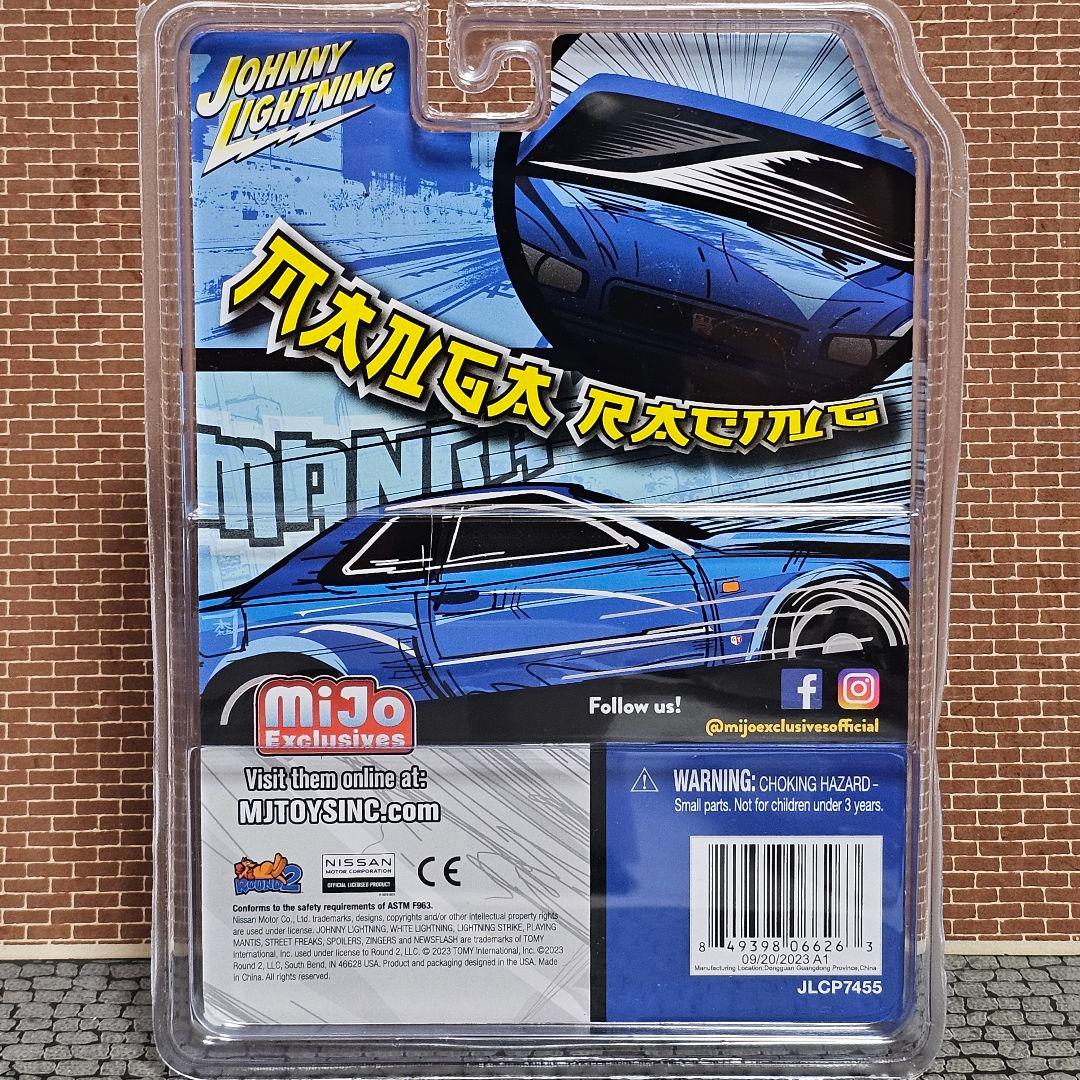 JOHNNY
LIGHTNING
MANGA RACING
MiJo
Exclusives
Follow us!
@mijoexclusivesofficial
Visit them online at:
MJTOYSINC.com
WARNING: CHOKING HAZARD-
Small parts. Not for children under 3 years.
ROUND 2
NISSAN
MOTOR CORPORATION
OFFICIAL LICENSED PRODUCT
CE
Conforms to the safety requirements of ASTM F963.
Nissan Motor Co., Ltd. trademarks, designs, copyrights and/or other intellectual property rights
are used under license. JOHNNY LIGHTNING, WHITE LIGHTNING, LIGHTNING STRIKE, PLAYING
MANTIS, STREET FREAKS, SPOILERS, ZINGERS and NEWSFLASH are trademarks of TOMY
International, Inc. used under license to Round 2, LLC. © 2023 TOMY International, Inc. ©2023
Round 2, LLC, South Bend, IN 46628 USA. Product and packaging designed in the USA. Made
in China. All rights reserved.
8 49398 06626 3
09/20/2023 A1
Manufacturing Location:Dongguan Guangdong Province,China
JLCP7455